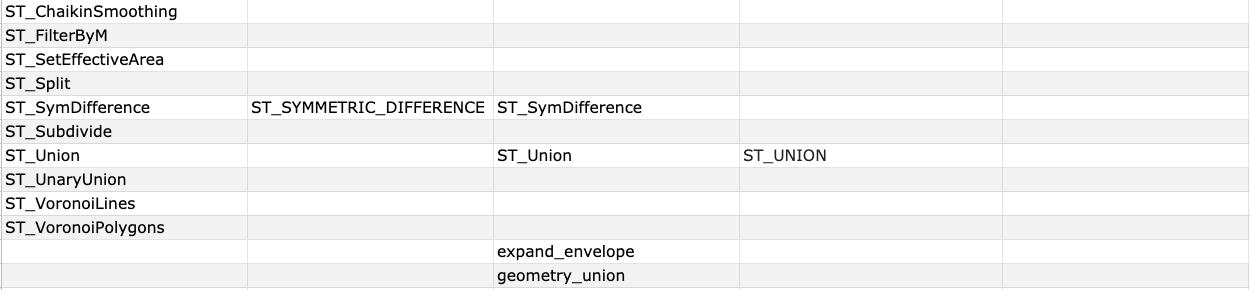 ST_ChaikinSmoothing
ST_FilterByM
ST_SetEffectiveArea
ST_Split
ST_SymDifference ST_SYMMETRIC_DIFFERENCE ST_SymDifference
ST_Subdivide
ST_Union ST_Union ST_UNION
ST_UnaryUnion
ST_VoronoiLines
ST_VoronoiPolygons
expand_envelope
geometry_union